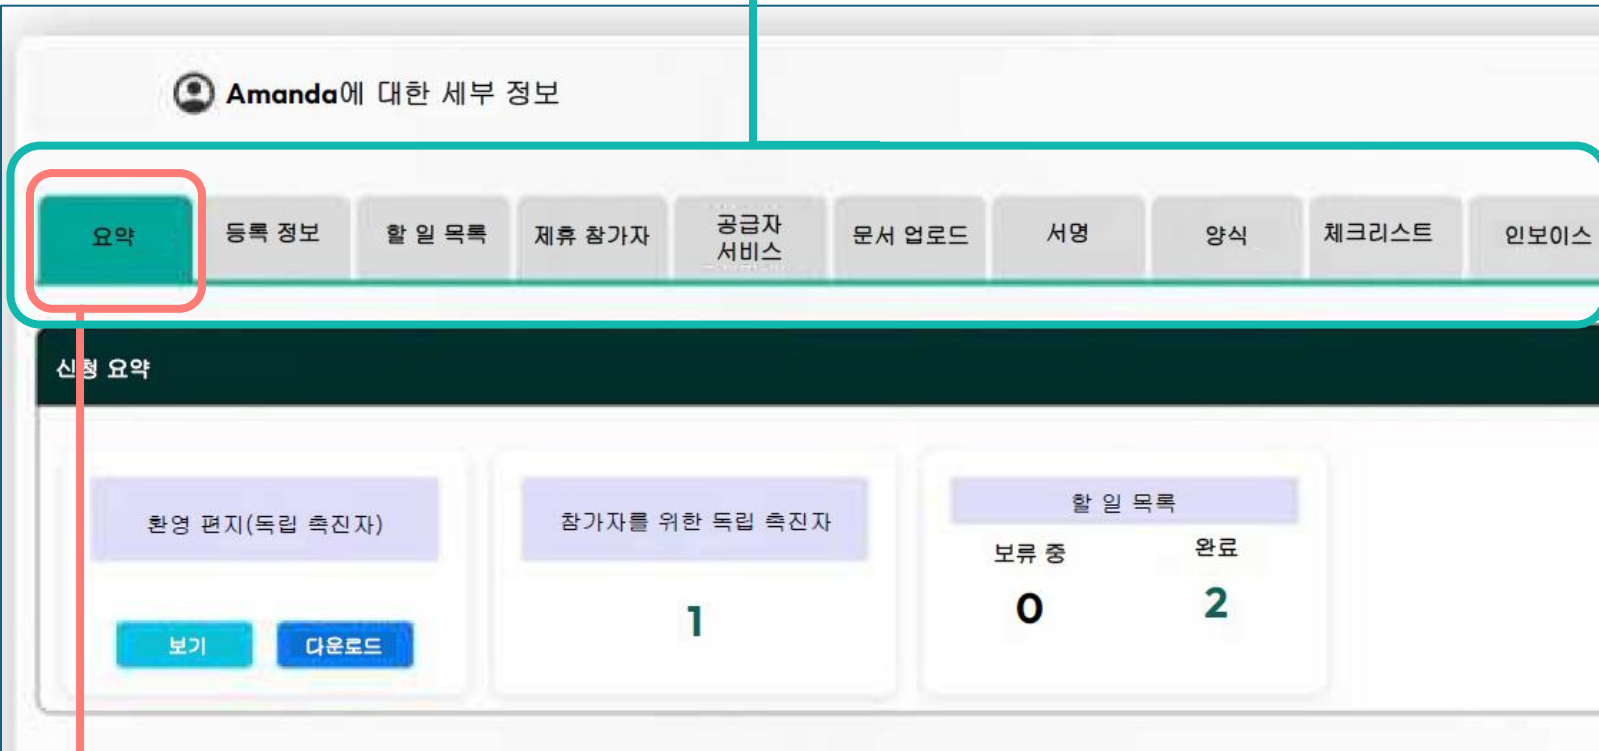 Amanda에 대한 세부 정보
요약
등록 정보
할 일 목록
제휴 참가자
공급자
서비스
문서 업로드
서명
양식
체크리스트
인보이스
신청 요약
환영 편지(독립 촉진자)
보기
다운로드
참가자를 위한 독립 촉진자
1
할 일 목록
보류 중
완료
0
2